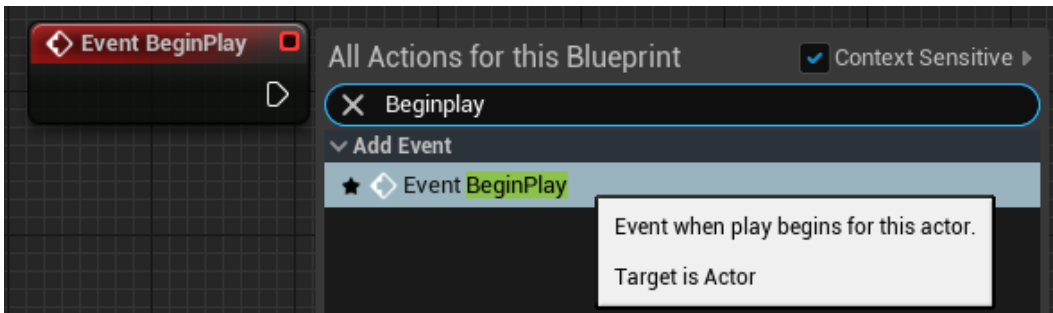 Event BeginPlay
All Actions for this Blueprint
Context Sensitive
Beginplay
Add Event
Event BeginPlay
Event when play begins for this actor.
Target is Actor